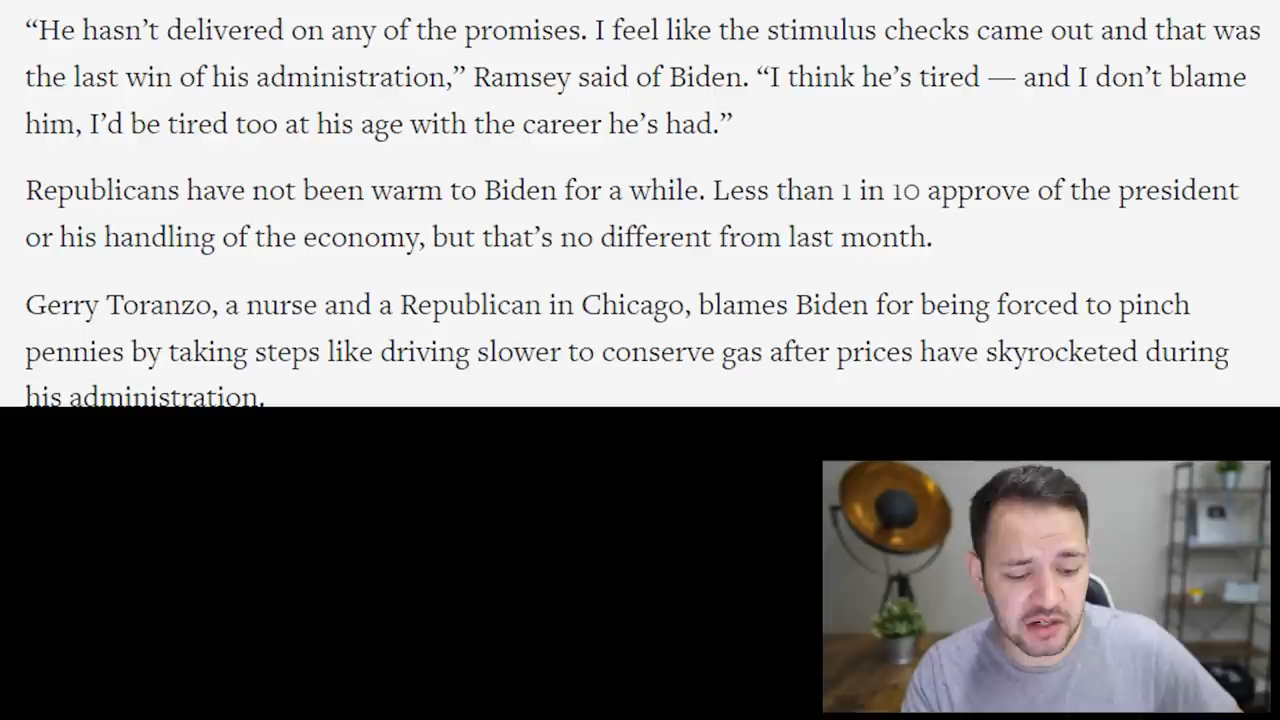 “He hasn’t delivered on any of the promises. I feel like the stimulus checks came out and that was
the last win of his administration,” Ramsey said of Biden. “I think he’s tired — and I don’t blame
him, I’d be tired too at his age with the career he’s had.”
Republicans have not been warm to Biden for a while. Less than 1 in 10 approve of the president
or his handling of the economy, but that’s no different from last month.
Gerry Toranzo, a nurse and a Republican in Chicago, blames Biden for being forced to pinch
pennies by taking steps like driving slower to conserve gas after prices have skyrocketed during
his administration.